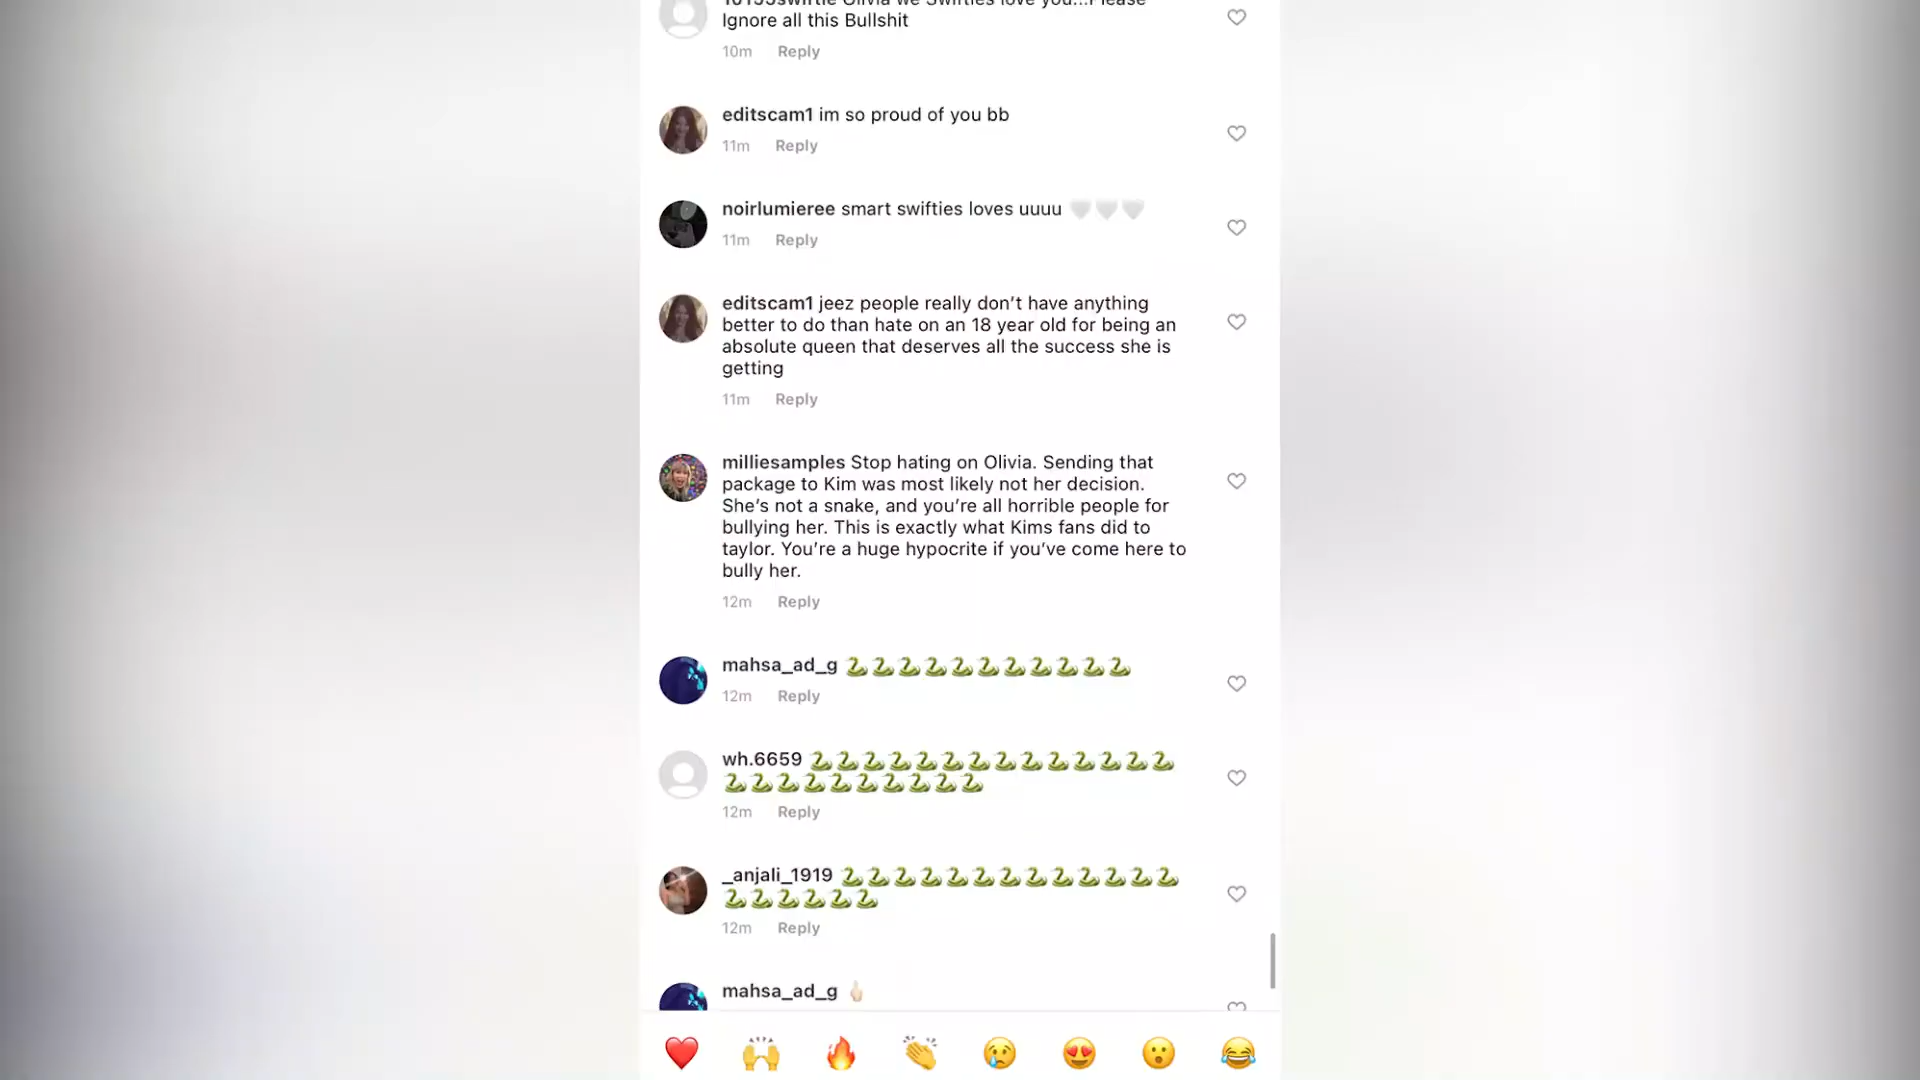 Olivia we Swifties love you...Please
Ignore all this Bullshit
10m Reply
editscam1 im so proud of you bb
11m Reply
noirlumieree smart swifties loves uuuu 🤍🤍🤍
11m Reply
editscam1 jeez people really don’t have anything
better to do than hate on an 18 year old for being an
absolute queen that deserves all the success she is
getting
11m Reply
milliesamples Stop hating on Olivia. Sending that
package to Kim was most likely not her decision.
She’s not a snake, and you’re all horrible people for
bullying her. This is exactly what Kims fans did to
taylor. You’re a huge hypocrite if you’ve come here to
bully her.
12m Reply
mahsa_ad_g 🐍🐍🐍🐍🐍🐍🐍🐍🐍🐍🐍
12m Reply
wh.6659 🐍🐍🐍🐍🐍🐍🐍🐍🐍🐍🐍🐍🐍🐍
🐍🐍🐍🐍🐍🐍🐍🐍🐍🐍
12m Reply
_anjali_1919 🐍🐍🐍🐍🐍🐍🐍🐍🐍🐍🐍🐍🐍
🐍🐍🐍🐍🐍🐍
12m Reply
mahsa_ad_g 🖕🏻